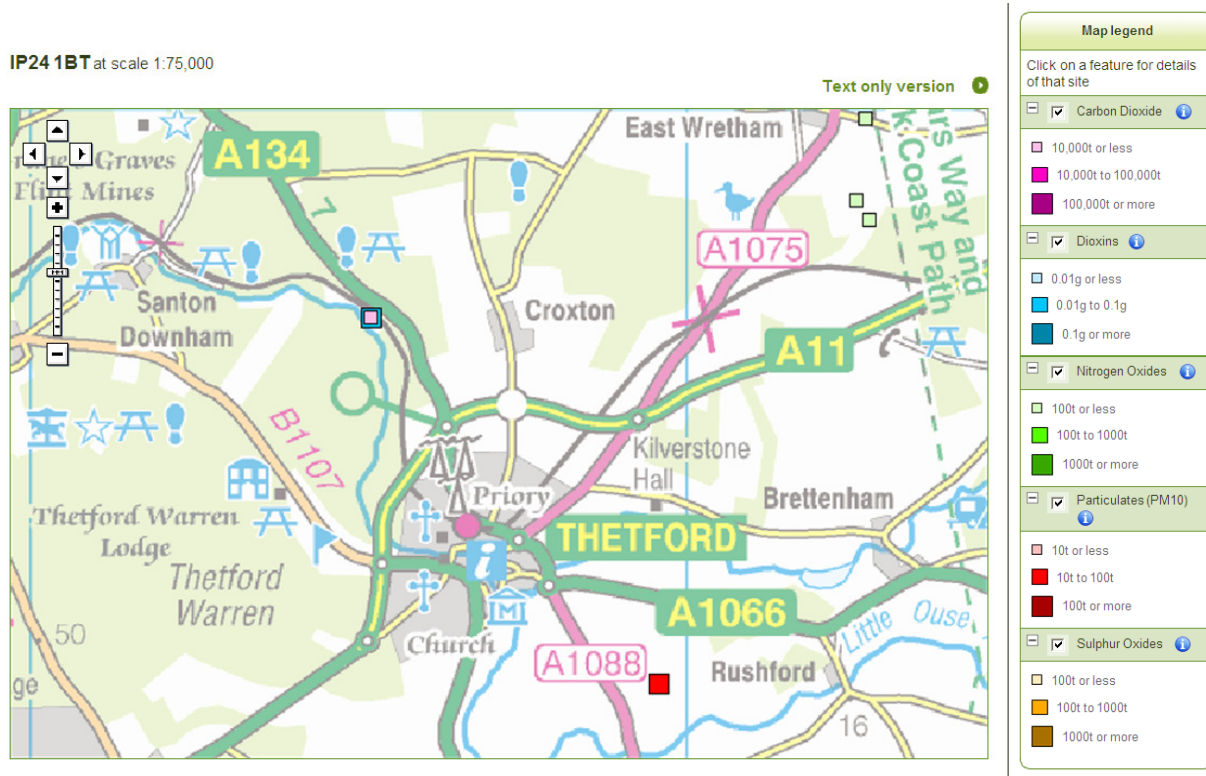 IP24 1BT at scale 1:75,000
Text only version
East Wretham
A134
Graves
Flint Mines
7
A1075
Santon
Downham
Croxton
A11
B1107
Kilverstone
Hall
Priory
Brettenham
Thetford Warren
Lodge
THETFORD
Thetford
Warren
A1066
50
Church
A1088
Little Ouse
Rushford
ge
16
Way and
Coast Path
Map legend
Click on a feature for details
of that site
Carbon Dioxide
10,000t or less
10,000t to 100,000t
100,000t or more
Dioxins
0.01g or less
0.01g to 0.1g
0.1g or more
Nitrogen Oxides
100t or less
100t to 1000t
1000t or more
Particulates (PM10)
10t or less
10t to 100t
100t or more
Sulphur Oxides
100t or less
100t to 1000t
1000t or more